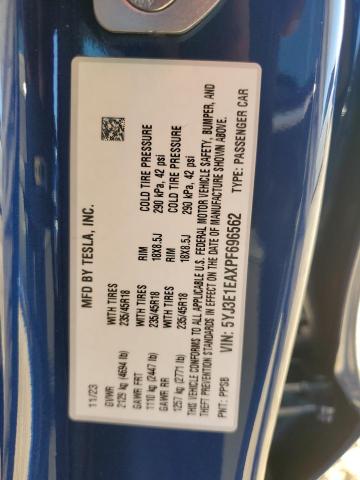 MFD BY TESLA, INC.
11/23
GVWR
2129 kg (4694 lb)
GAWR FRT WITH TIRES RIM COLD TIRE PRESSURE
1110 kg (2447 lb) 235/45R18 18X8.5J 290 kPa, 42 psi
GAWR RR WITH TIRES RIM COLD TIRE PRESSURE
1257 kg (2771 lb) 235/45R18 18X8.5J 290 kPa, 42 psi
THIS VEHICLE CONFORMS TO ALL APPLICABLE U.S. FEDERAL MOTOR VEHICLE SAFETY, BUMPER, AND
THEFT PREVENTION STANDARDS IN EFFECT ON THE DATE OF MANUFACTURE SHOWN ABOVE.
VIN: 5YJ3E1EAXPF696562 TYPE: PASSENGER CAR
PNT: PPSB